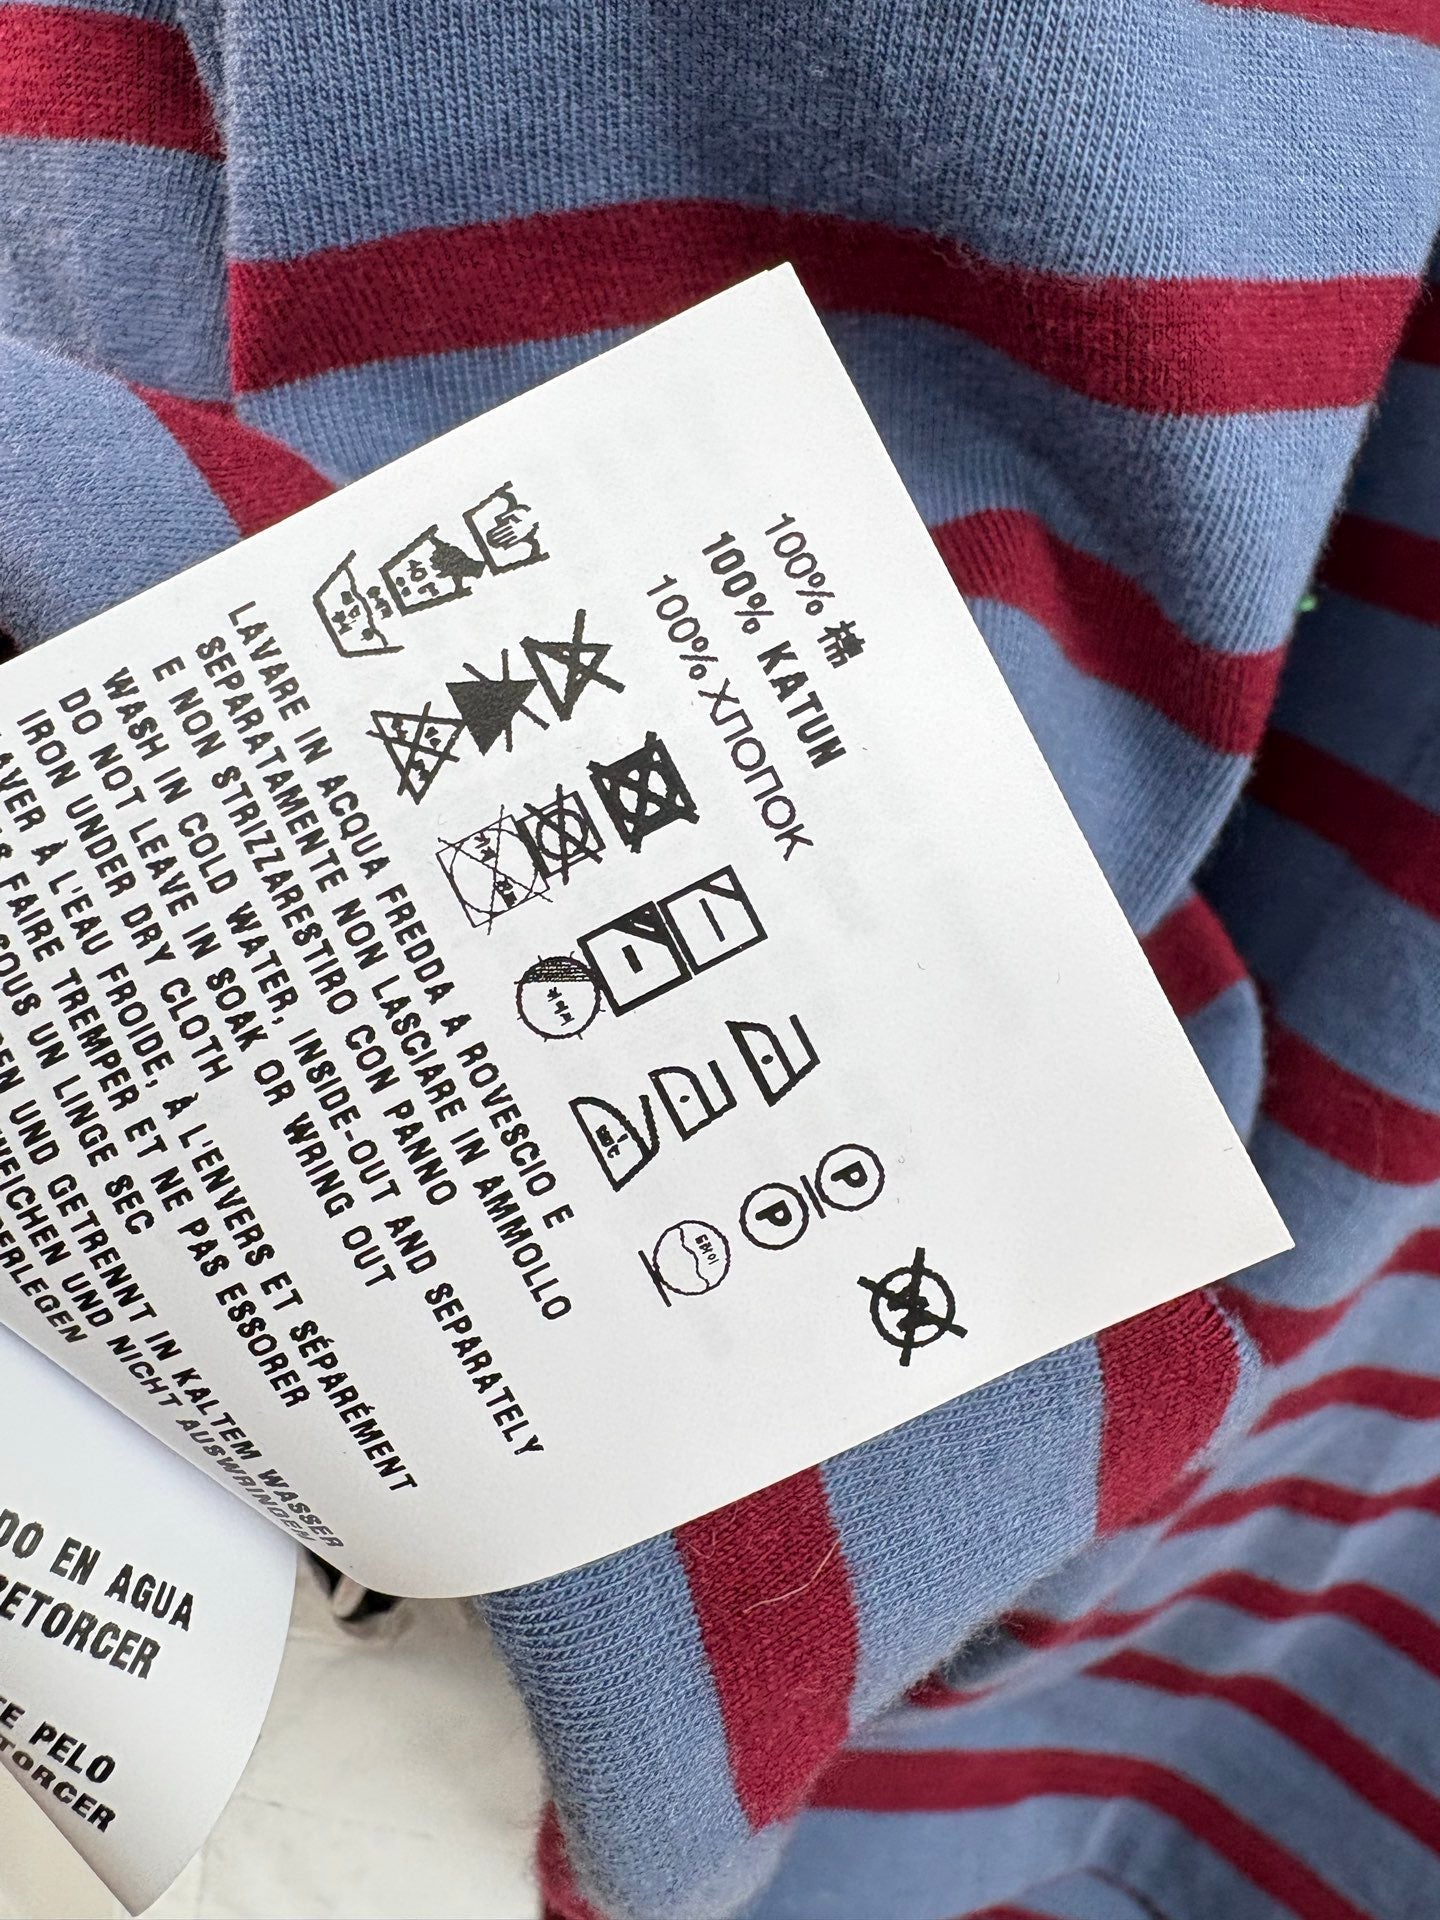 100% 棉
100% KATUN
100% ХЛОПОК
P
P
W
LAVARE IN ACQUA FREDDA A ROVESCIO E
SEPARATAMENTE NON LASCIARE IN AMMOLLO
E NON STRIZZARESTIRO CON PANNO
WASH IN COLD WATER, INSIDE-OUT AND SEPARATELY
DO NOT LEAVE IN SOAK OR WRING OUT
IRON UNDER DRY CLOTH
LAVER À L'EAU FROIDE, À L'ENVERS ET SÉPARÉMENT
FAIRE TREMPER ET NE PAS ESSORER
SOUS UN LINGE SEC
UND GETRENNT IN KALTEM WASSER
UND NICHT AUSWRINGEN
EN AGUA
RETORCER
PELO
TORCER